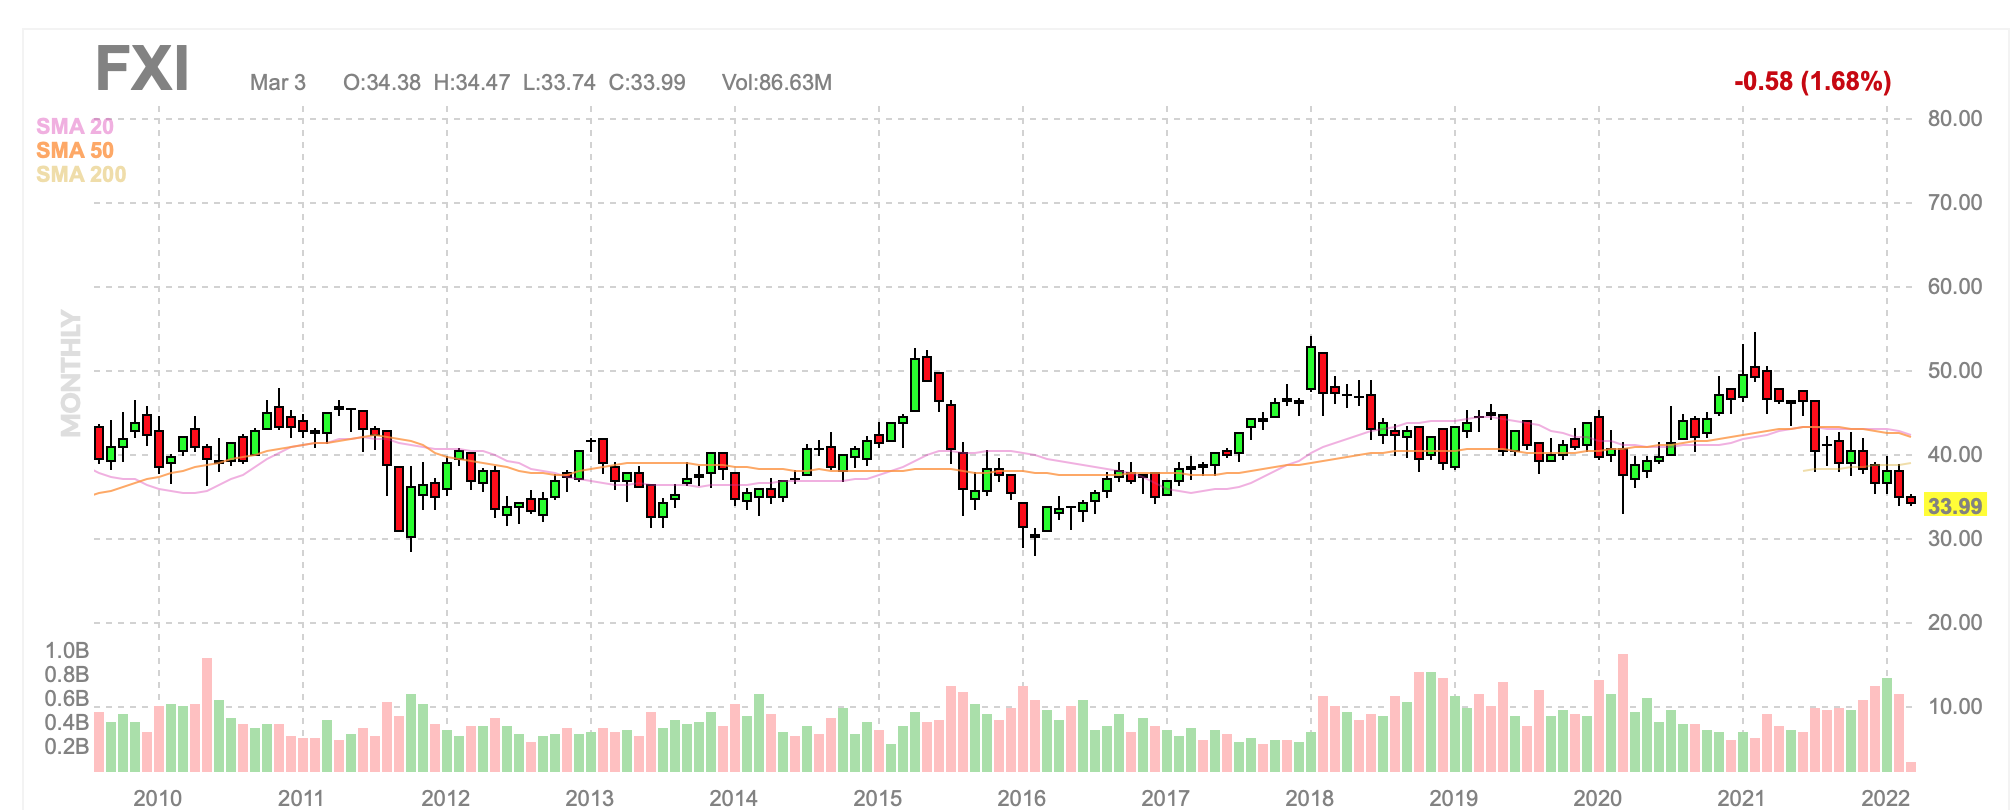 FXI Mar 3 O:34.38 H:34.47 L:33.74 C:33.99 Vol:86.63M -0.58 (1.68%)
SMA 20
SMA 50
SMA 200
MONTHLY
80.00
70.00
60.00
50.00
40.00
33.99
30.00
20.00
10.00
1.0B
0.8B
0.6B
0.4B
0.2B
2010 2011 2012 2013 2014 2015 2016 2017 2018 2019 2020 2021 2022